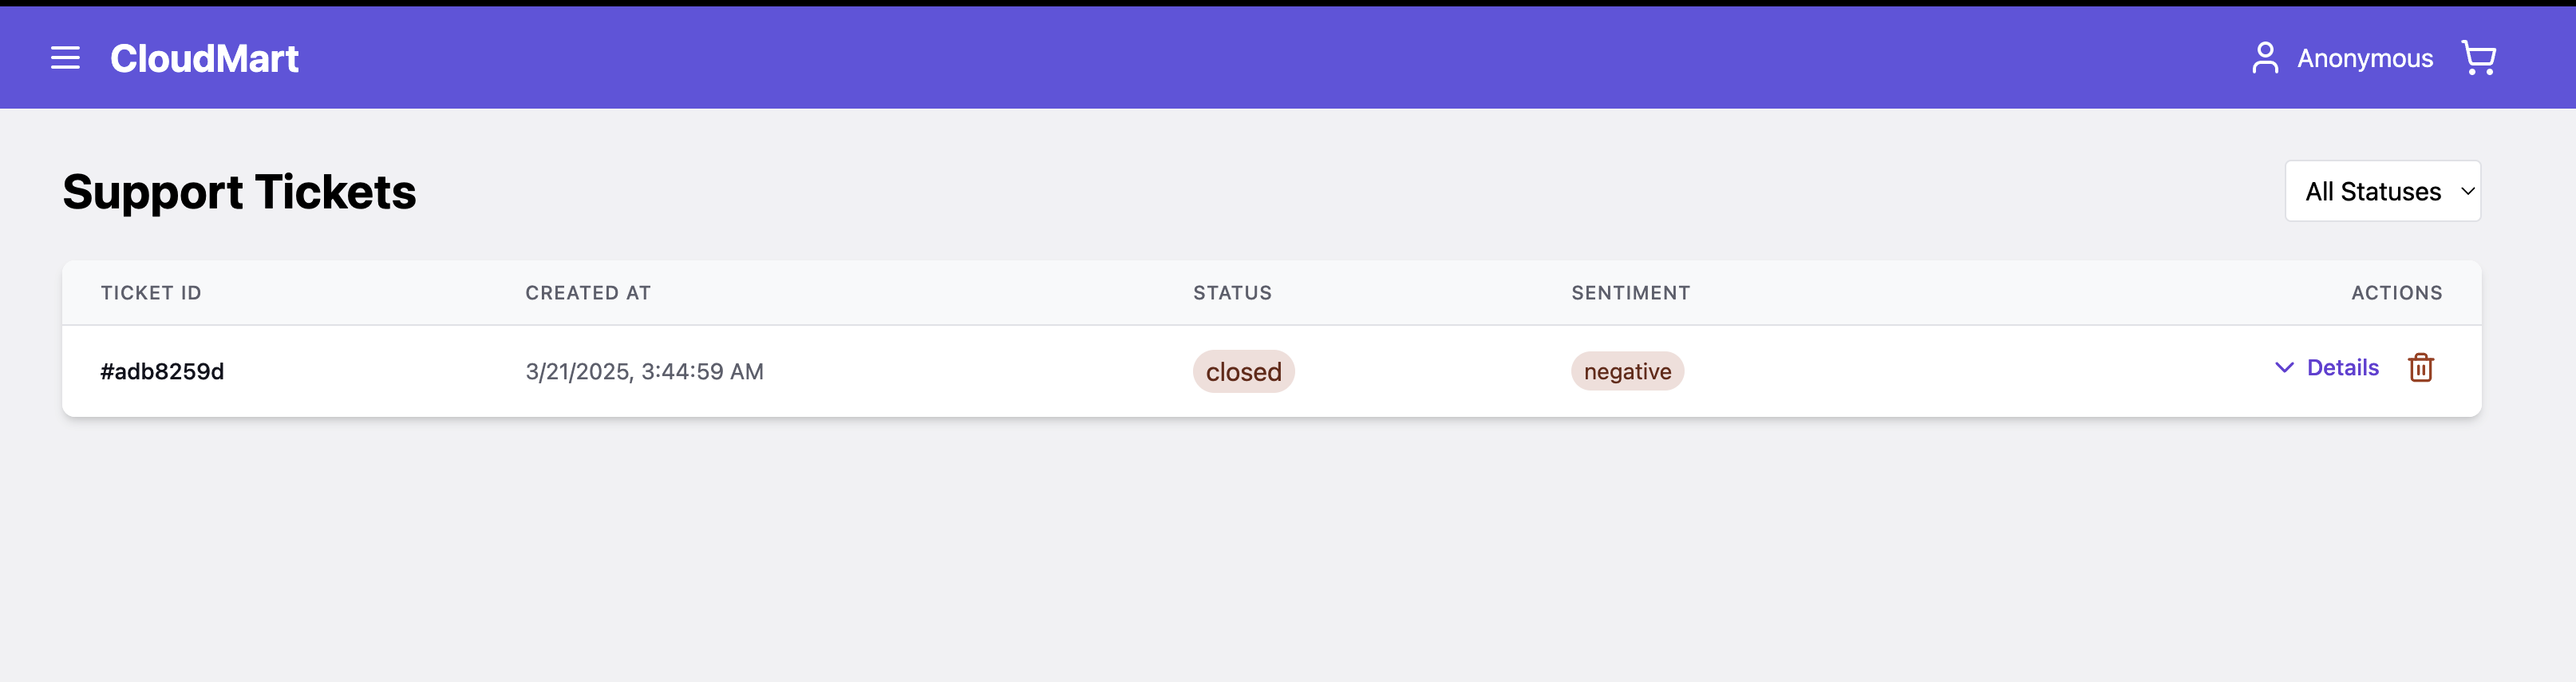 CloudMart
Anonymous
Support Tickets
All Statuses
TICKET ID CREATED AT STATUS SENTIMENT ACTIONS
#adb8259d 3/21/2025, 3:44:59 AM closed negative Details